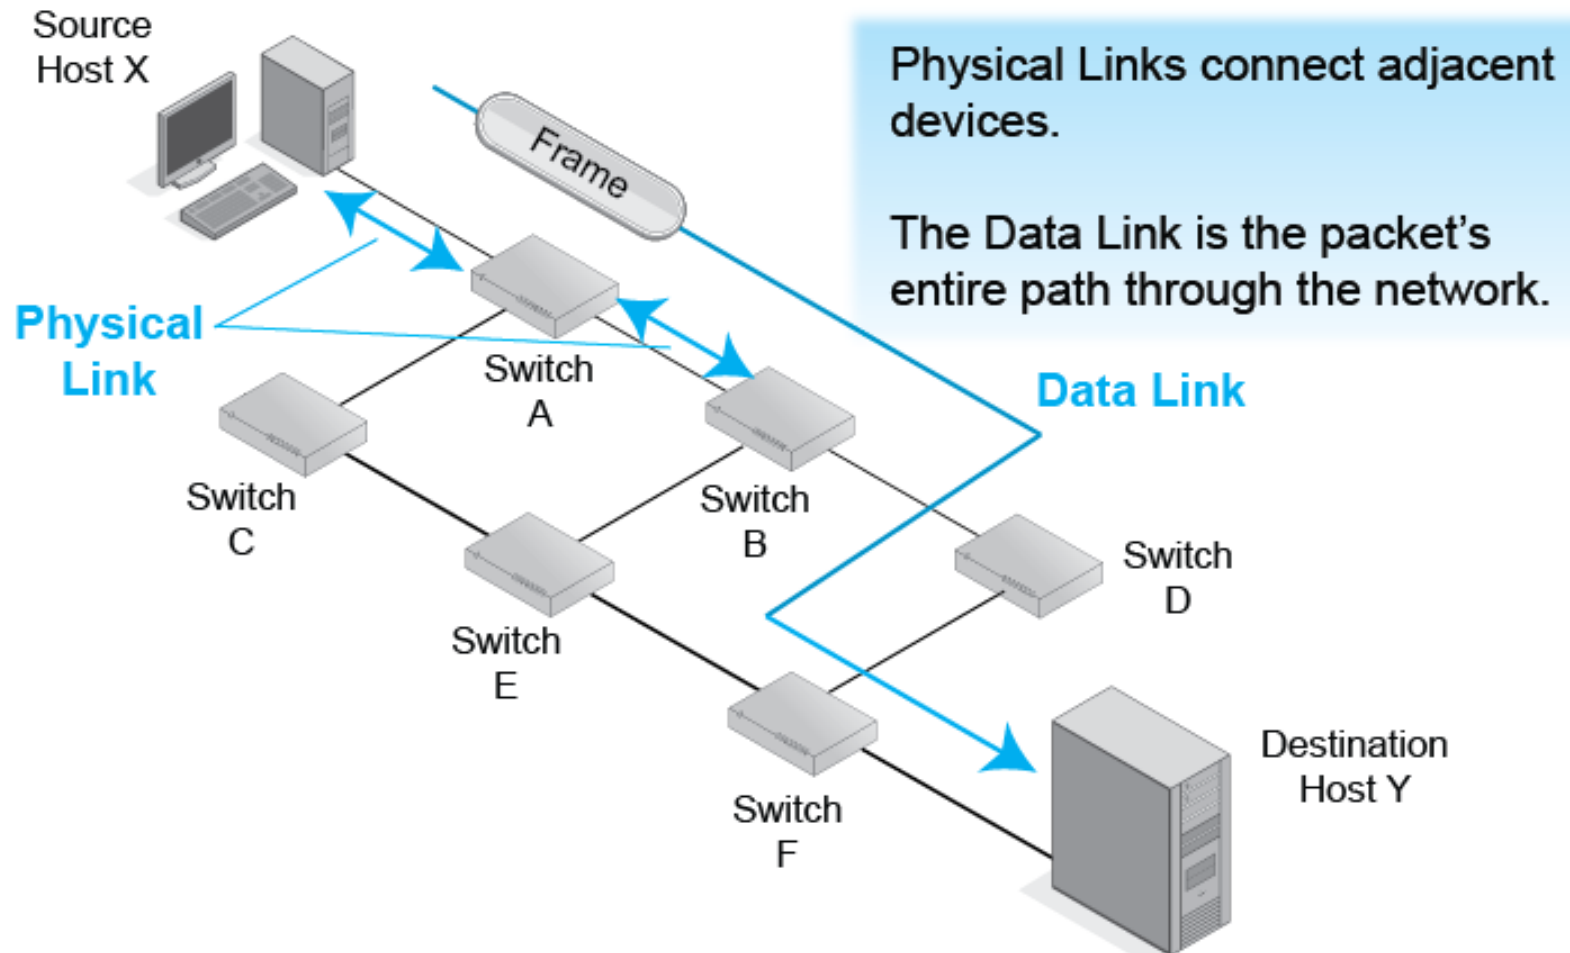 Source
Host X
Frame
Physical Links connect adjacent
devices.
The Data Link is the packet's
entire path through the network.
Physical
Link
Switch
A
Data Link
Switch
C
Switch
B
Switch
D
Switch
E
Switch
F
Destination
Host Y